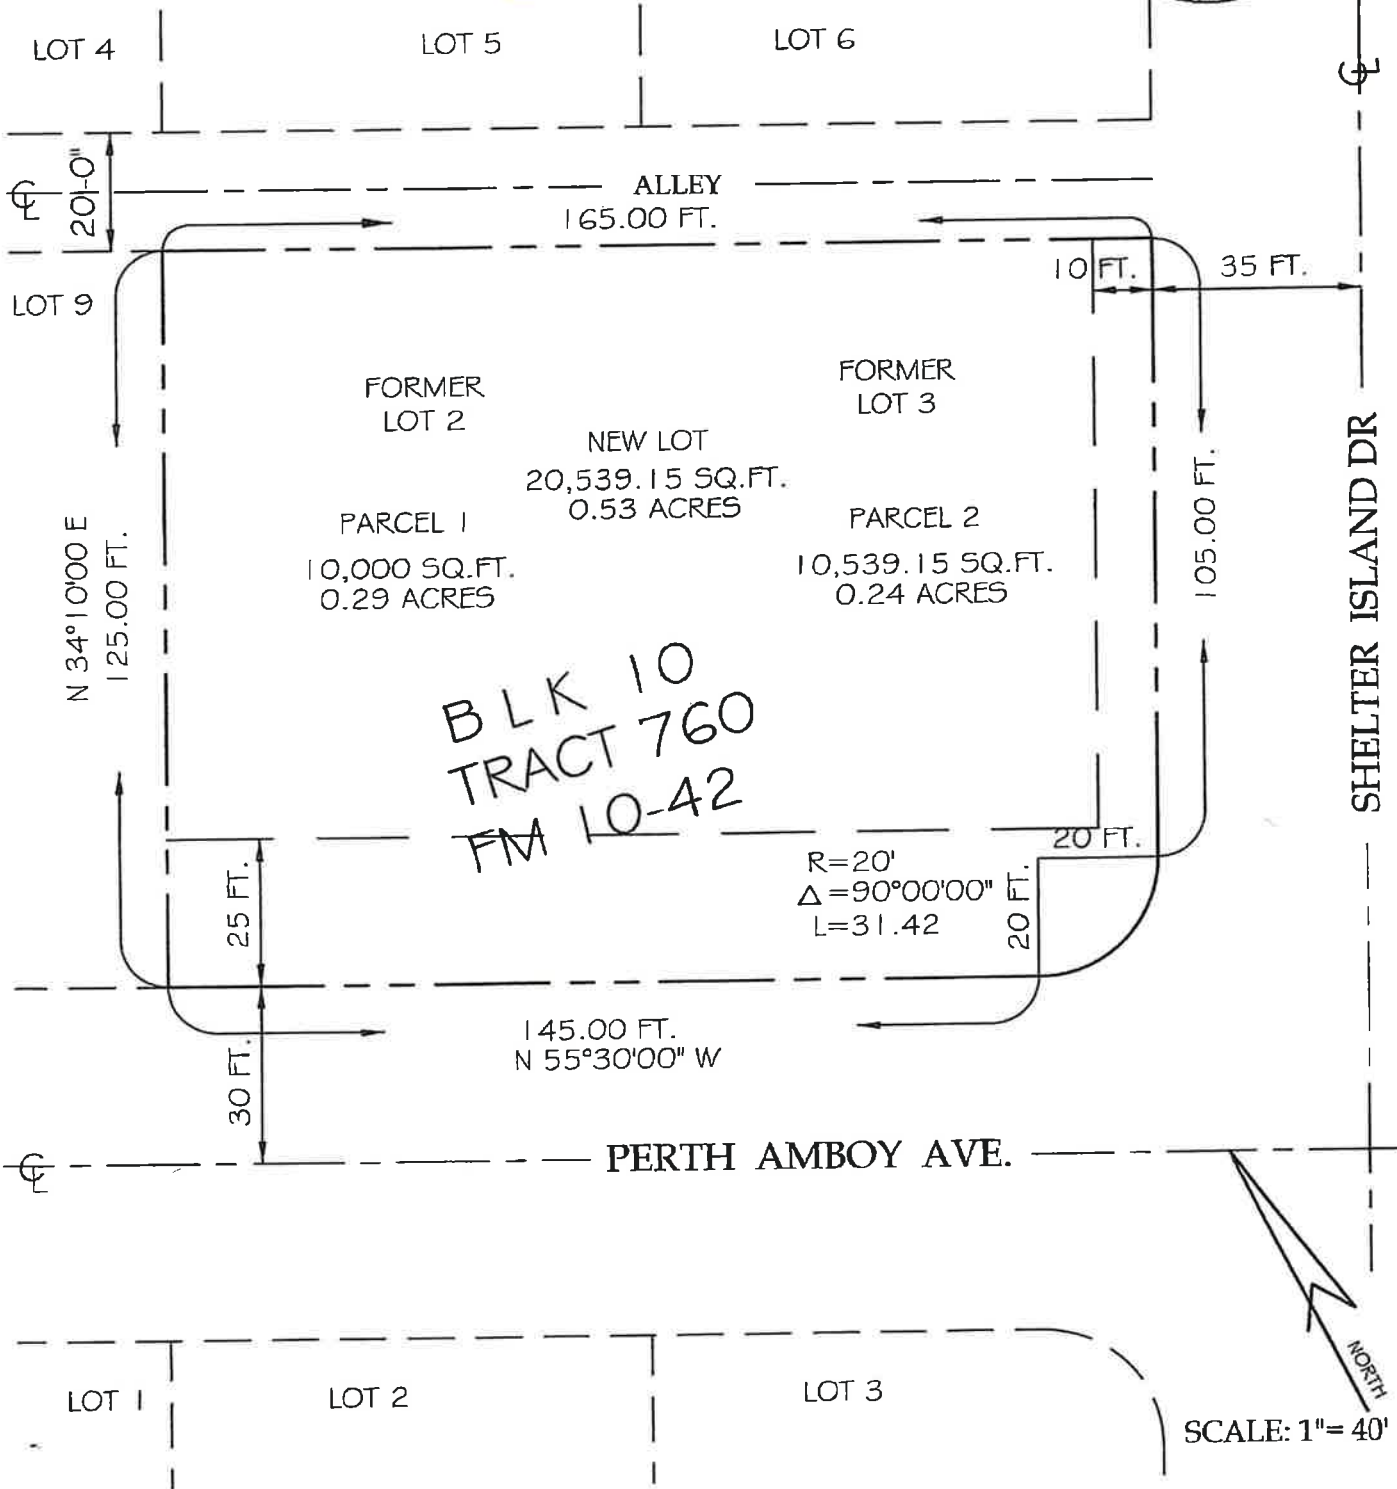 LOT 4
LOT 5
LOT 6
℄
20'-0"
℄
ALLEY
165.00 FT.
10 FT.
35 FT.
LOT 9
FORMER
LOT 2
FORMER
LOT 3
NEW LOT
20,539.15 SQ.FT.
0.53 ACRES
PARCEL 1
10,000 SQ.FT.
0.29 ACRES
PARCEL 2
10,539.15 SQ.FT.
0.24 ACRES
N 34°10'00 E
125.00 FT.
105.00 FT.
SHELTER ISLAND DR
BLK 10
TRACT 760
FM 10-42
25 FT.
R=20'
Δ=90°00'00"
L=31.42
20 FT.
20 FT.
145.00 FT.
N 55°30'00" W
30 FT.
℄
PERTH AMBOY AVE.
LOT 1
LOT 2
LOT 3
NORTH
SCALE: 1"= 40'